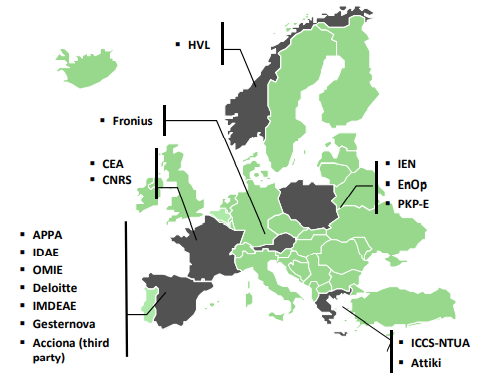 HVL
Fronius
CEA
CNRS
IEN
EnOp
PKP-E
APPA
IDAE
OMIE
Deloitte
IMDEAE
Gesternova
Acciona (third
party)
ICCS-NTUA
Attiki